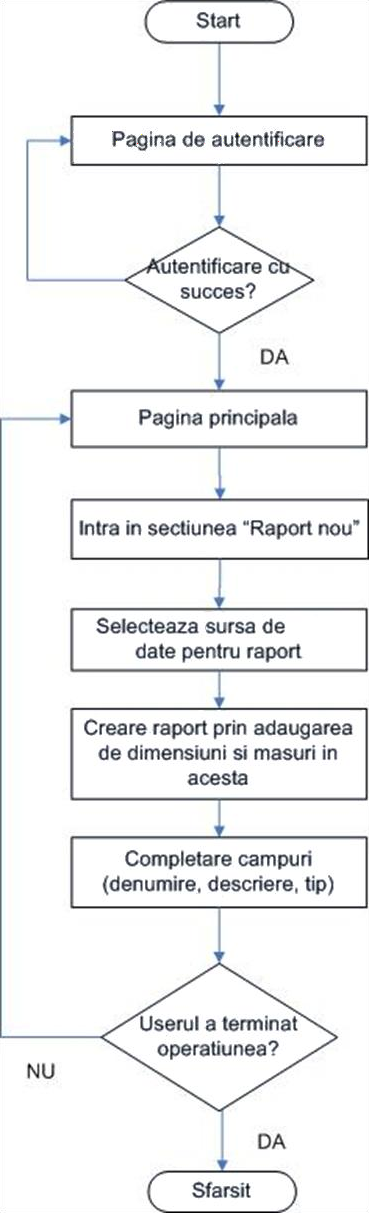 Start
Pagina de autentificare
Autentificare cu
succes?
DA
Pagina principala
Intra in sectiunea “Raport nou”
Selecteaza sursa de
date pentru raport
Creare raport prin adaugarea
de dimensiuni si masuri in
acesta
Completare campuri
(denumire, descriere, tip)
Userul a terminat
operatiunea?
NU
DA
Sfarsit